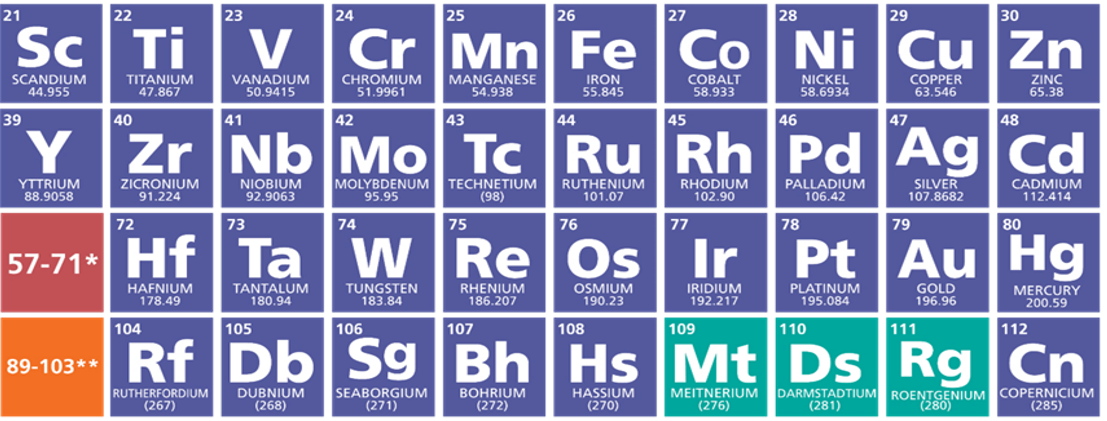 21 22 23 24 25 26 27 28 29 30
Sc Ti V Cr Mn Fe Co Ni Cu Zn
SCANDIUM TITANIUM VANADIUM CHROMIUM MANGANESE IRON COBALT NICKEL COPPER ZINC
44.955 47.867 50.9415 51.9961 54.938 55.845 58.933 58.6934 63.546 65.38
39 40 41 42 43 44 45 46 47 48
Y Zr Nb Mo Tc Ru Rh Pd Ag Cd
YTTRIUM ZICRONIUM NIOBIUM MOLYBDENUM TECHNETIUM RUTHENIUM RHODIUM PALLADIUM SILVER CADMIUM
88.9058 91.224 92.9063 95.95 (98) 101.07 102.90 106.42 107.8682 112.414
72 73 74 75 76 77 78 79 80
57-71* Hf Ta W Re Os Ir Pt Au Hg
HAFNIUM TANTALUM TUNGSTEN RHENIUM OSMIUM IRIDIUM PLATINUM GOLD MERCURY
178.49 180.94 183.84 186.207 190.23 192.217 195.084 196.96 200.59
104 105 106 107 108 109 110 111 112
89-103** Rf Db Sg Bh Hs Mt Ds Rg Cn
RUTHERFORDIUM DUBNIUM SEABORGIUM BOHRIUM HASSIUM MEITNERIUM DARMSTADTIUM ROENTGENIUM COPERNICIUM
(267) (268) (271) (272) (270) (276) (281) (280) (285)